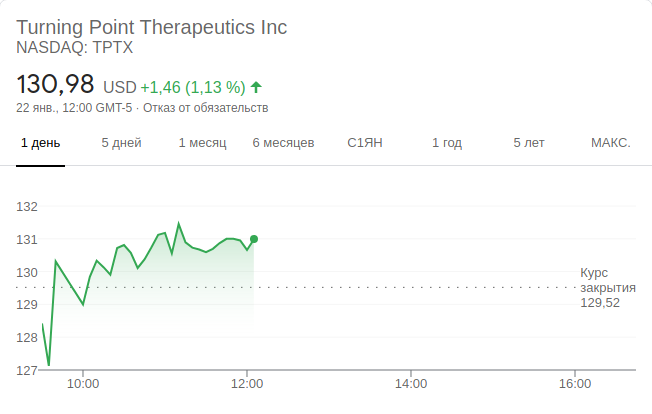 Turning Point Therapeutics Inc
NASDAQ: TPTX
130,98 USD +1,46 (1,13 %)
22 янв., 12:00 GMT-5 · Отказ от обязательств
1 день 5 дней 1 месяц 6 месяцев С1ЯН 1 год 5 лет МАКС.
132
131
130
129
128
127
Курс
закрытия
129,52
10:00 12:00 14:00 16:00